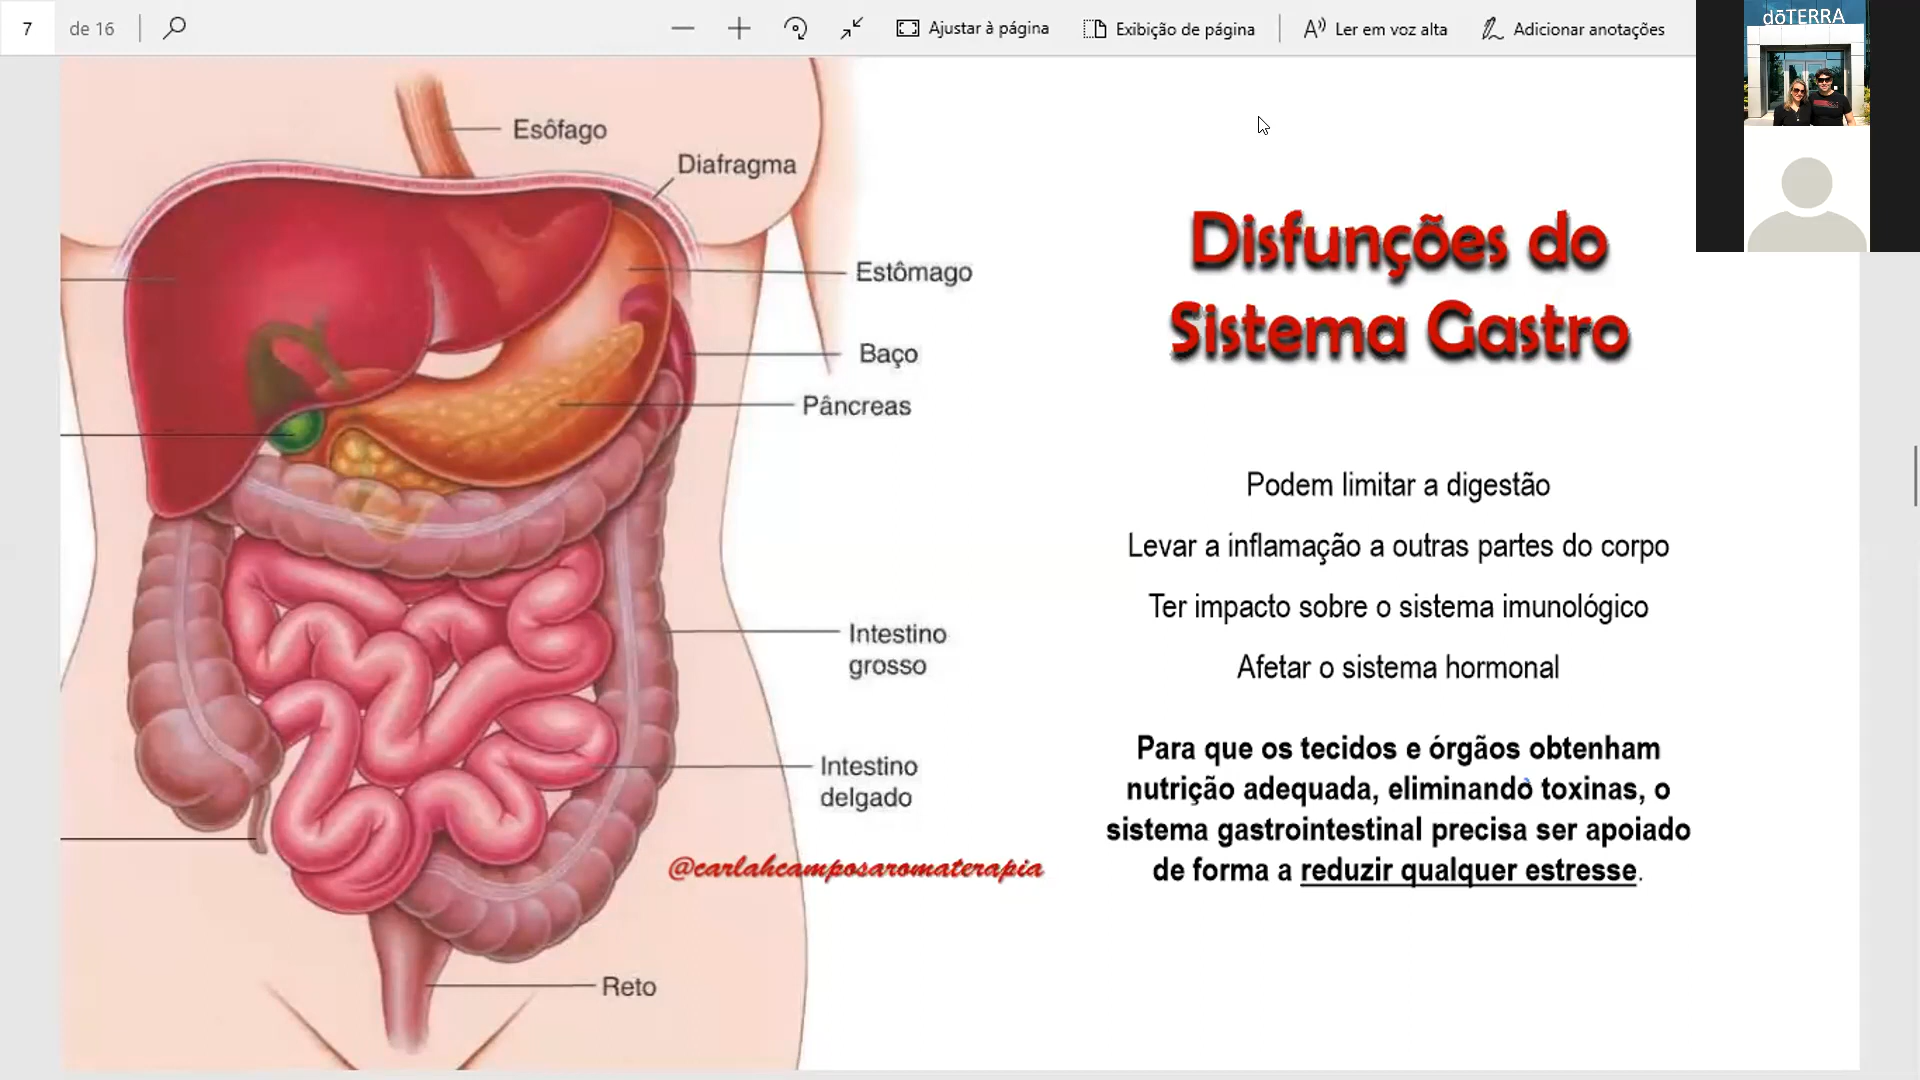 7 de 16
Ajustar à página
Exibição de página
Ler em voz alta
Adicionar anotações
dōTERRA
Esôfago
Diafragma
Estômago
Baço
Pâncreas
Intestino
grosso
Intestino
delgado
@carlahcamposaromaterapia
Reto
Disfunções do
Sistema Gastro
Podem limitar a digestão
Levar a inflamação a outras partes do corpo
Ter impacto sobre o sistema imunológico
Afetar o sistema hormonal
Para que os tecidos e órgãos obtenham
nutrição adequada, eliminando toxinas, o
sistema gastrointestinal precisa ser apoiado
de forma a reduzir qualquer estresse.